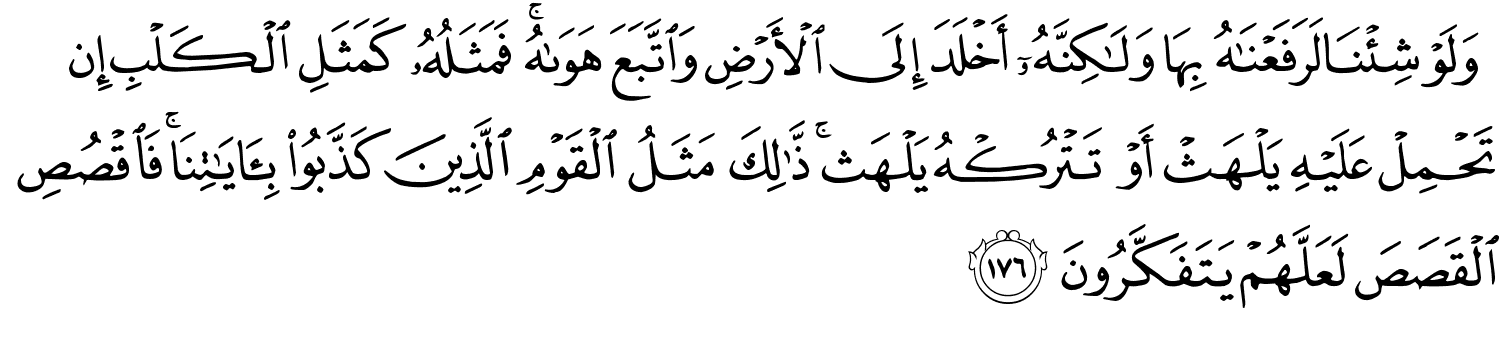 وَلَوۡ شِئۡنَا لَرَفَعۡنَٰهُ بِهَا وَلَٰكِنَّهُۥٓ أَخۡلَدَ إِلَى ٱلۡأَرۡضِ وَٱتَّبَعَ هَوَىٰهُۚ فَمَثَلُهُۥ كَمَثَلِ ٱلۡكَلۡبِ إِن
تَحۡمِلۡ عَلَيۡهِ يَلۡهَثۡ أَوۡ تَتۡرُكۡهُ يَلۡهَثۚ ذَّٰلِكَ مَثَلُ ٱلۡقَوۡمِ ٱلَّذِينَ كَذَّبُواْ بِـَٔايَٰتِنَاۚ فَٱقۡصُصِ
ٱلۡقَصَصَ لَعَلَّهُمۡ يَتَفَكَّرُونَ ١٧٦